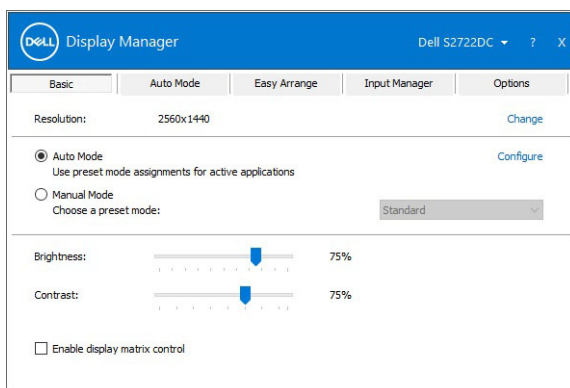 DELL Display Manager Dell S2722DC ? X
Basic Auto Mode Easy Arrange Input Manager Options
Resolution: 2560x1440 Change
Auto Mode Configure
Use preset mode assignments for active applications
Manual Mode
Choose a preset mode: Standard
Brightness: 75%
Contrast: 75%
Enable display matrix control